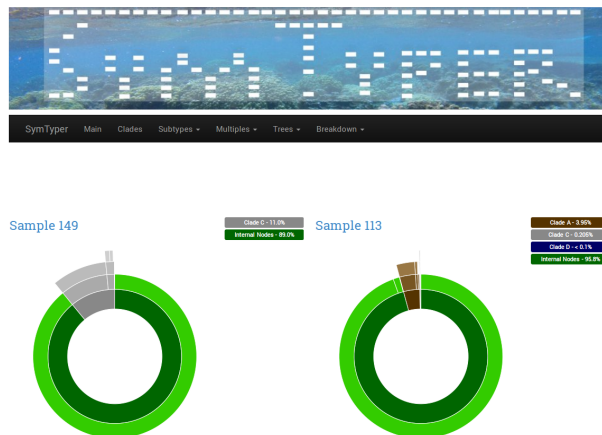 SymTyper Main Clades Subtypes Multiples Trees Breakdown
Sample 149
Clade C - 11.0%
Internal Nodes - 89.0%
Sample 113
Clade A - 3.95%
Clade C - 0.205%
Clade D - < 0.1%
Internal Nodes - 95.8%